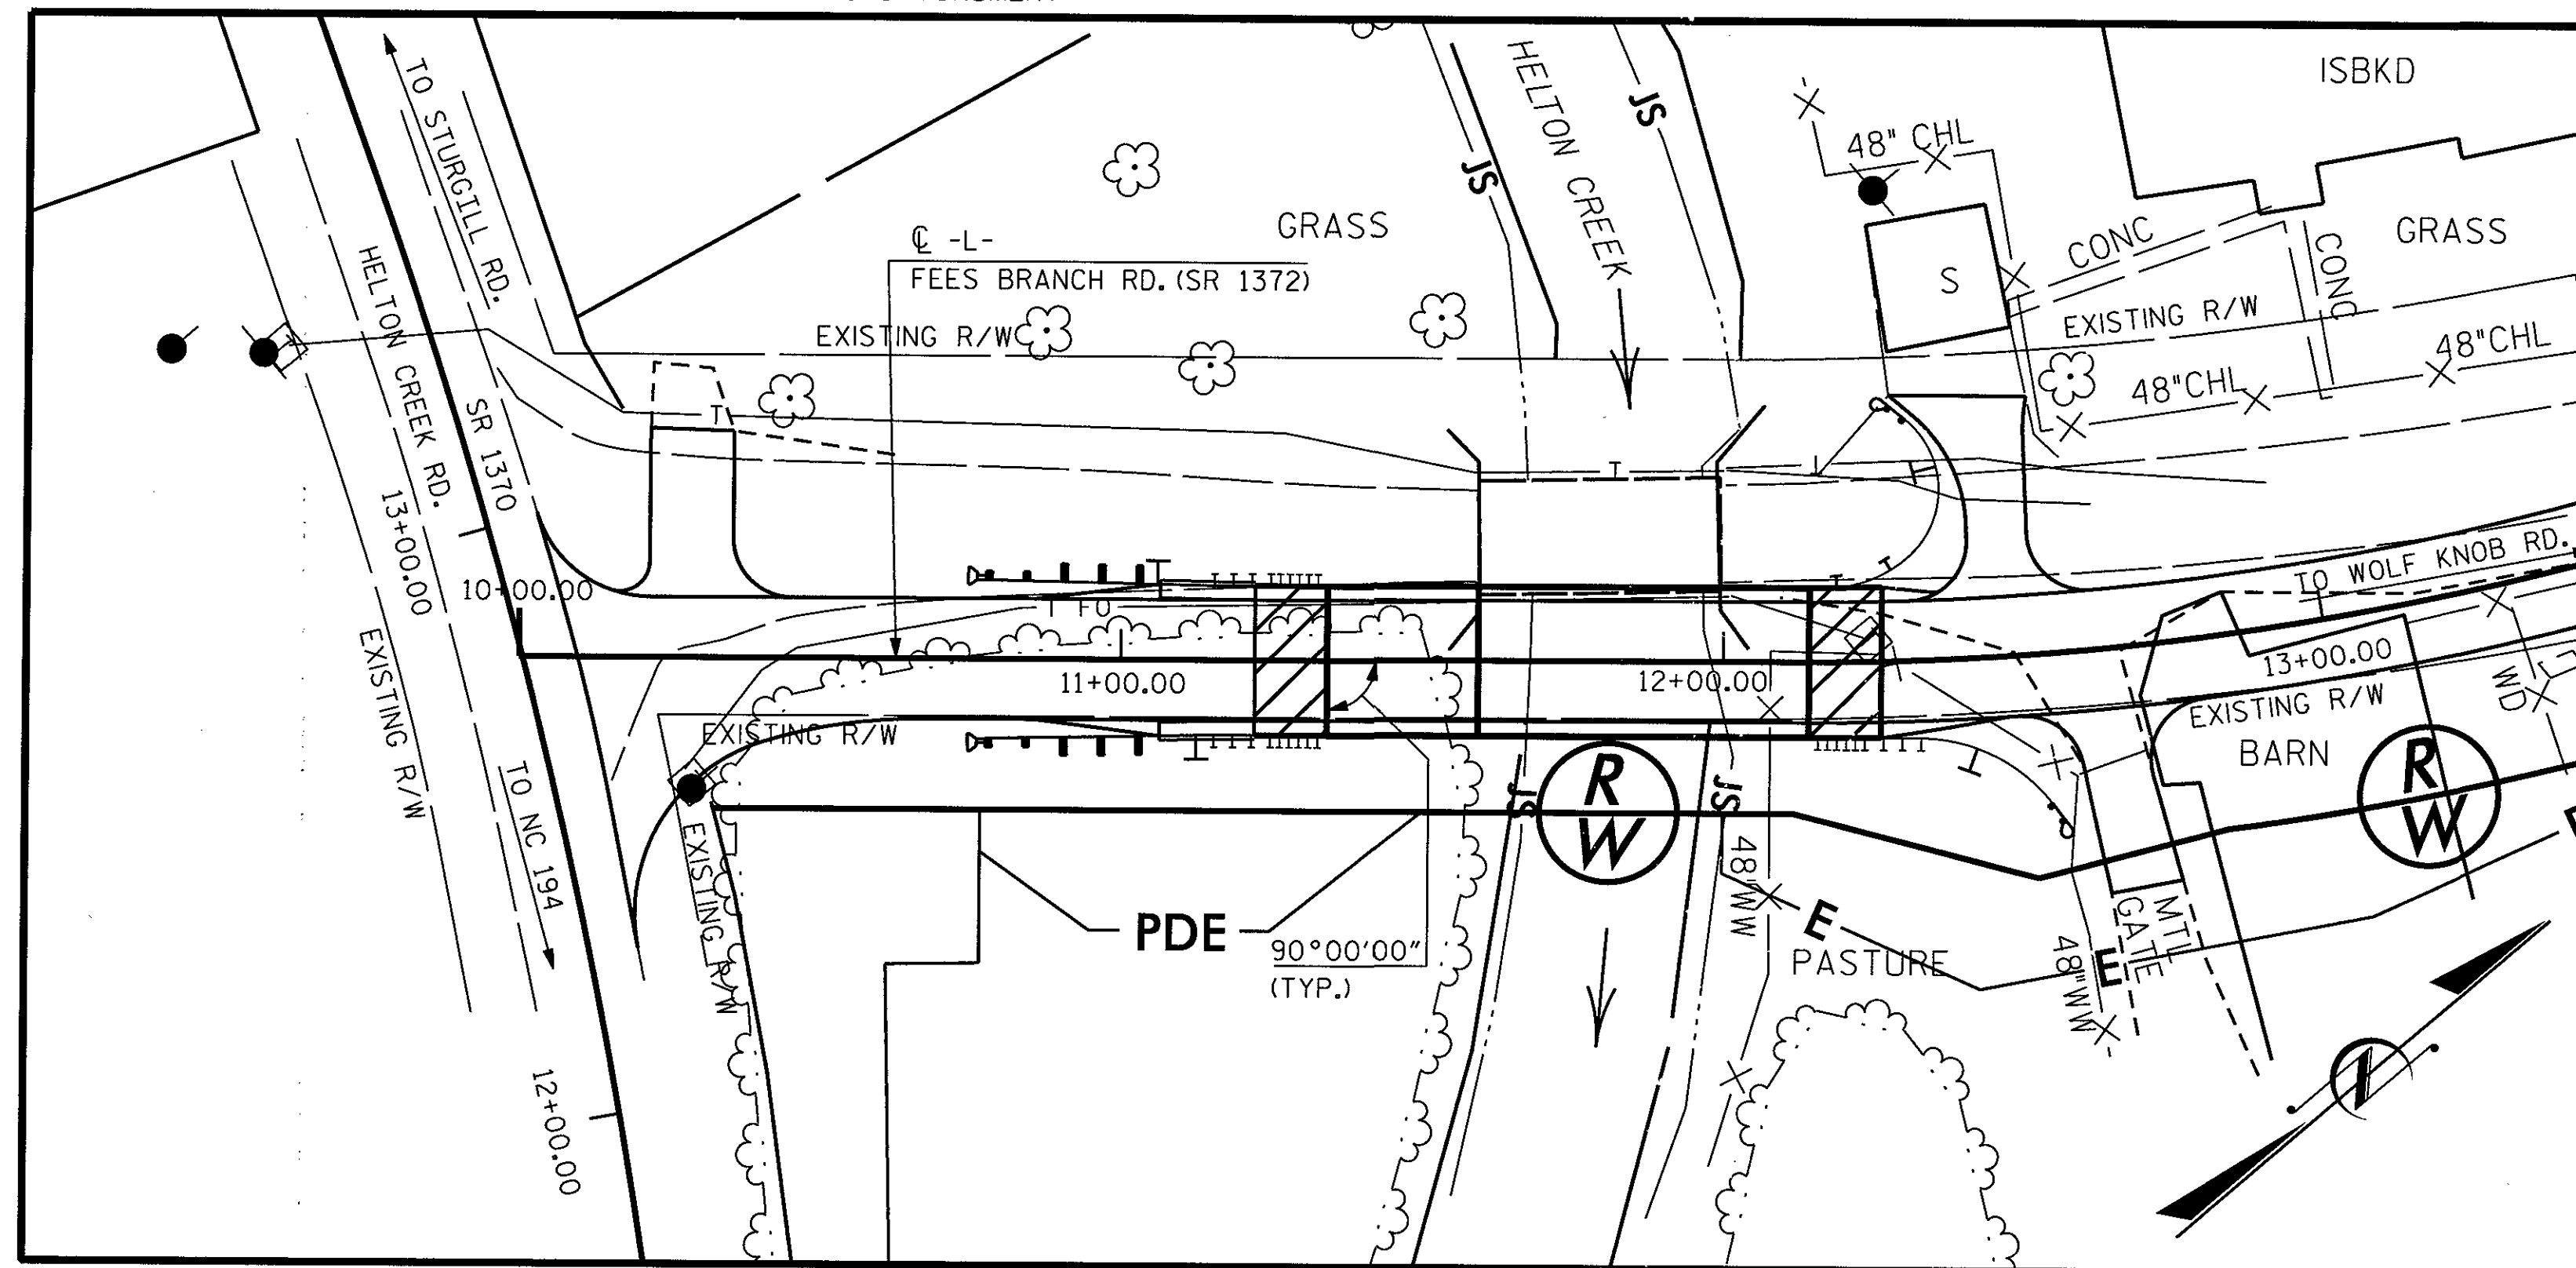 ISBKD
TO STURGILL RD.
HELTON CREEK
JS
JS
48" CHL
GRASS
CONC
CONC
GRASS
℄ -L-
FEES BRANCH RD. (SR 1372)
S
EXISTING R/W
EXISTING R/W
48"CHL
48"CHL
HELTON CREEK RD.
SR 1370
T
T
13+00.00
10+00.00
T FO
TO WOLF KNOB RD.
11+00.00
12+00.00
13+00.00
WD
EXISTING R/W
EXISTING R/W
EXISTING R/W
BARN
R
W
R
W
JS
JS
TO NC 194
EXISTING R/W
48"WW
PDE
90°00'00"
(TYP.)
E
PASTURE
E
MTL
GATE
48"WW
12+00.00